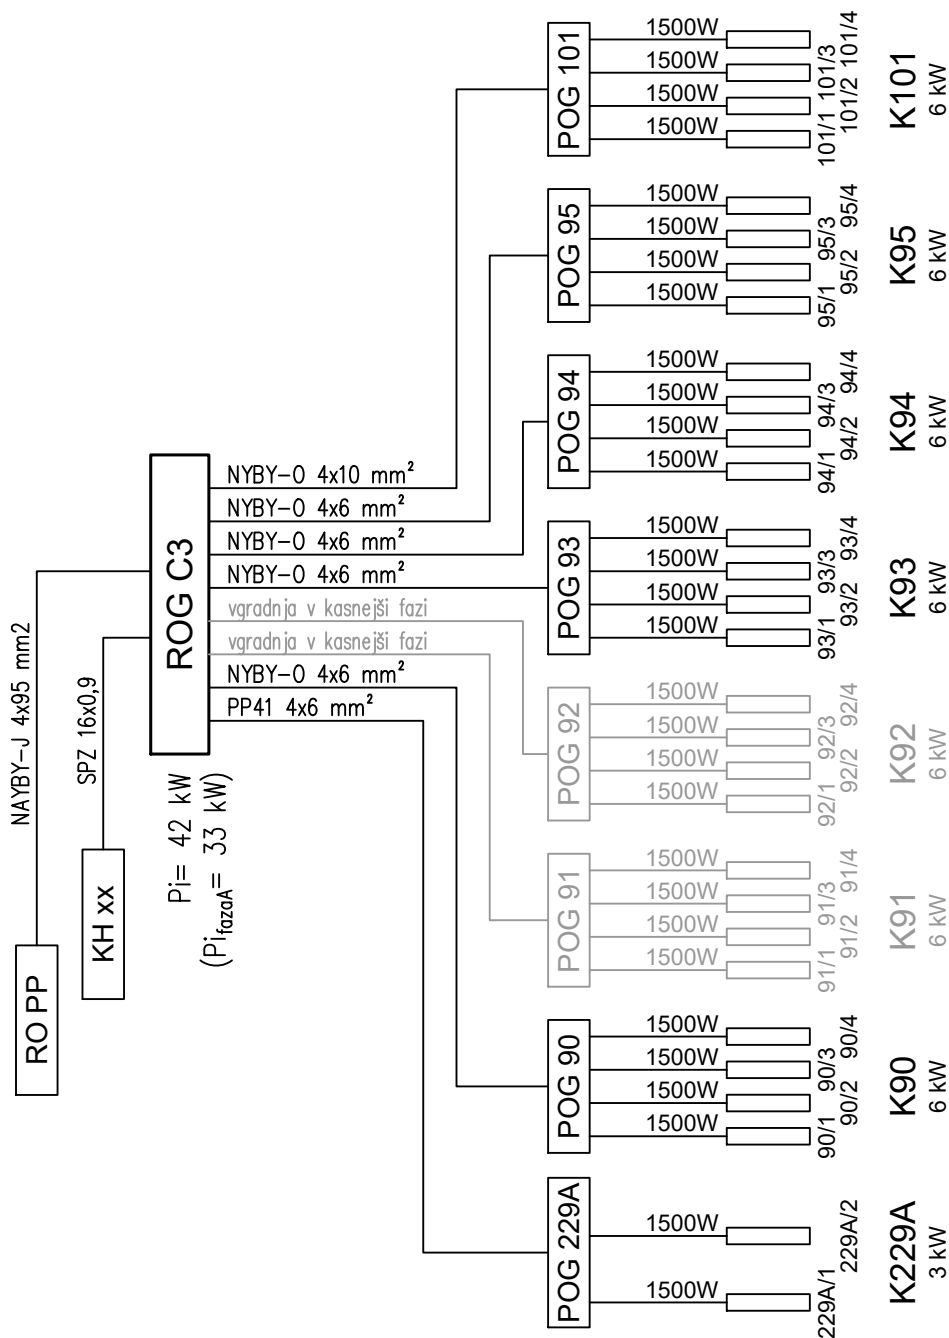 RO PP
NAYBY-J 4x95 mm2
KH xx
SPZ 16x0,9
ROG C3
Pi= 42 kW
(PifazaA= 33 kW)
NYBY-O 4x10 mm²
NYBY-O 4x6 mm²
NYBY-O 4x6 mm²
NYBY-O 4x6 mm²
vgradnja v kasnejši fazi
vgradnja v kasnejši fazi
NYBY-O 4x6 mm²
PP41 4x6 mm²
POG 101
1500W
1500W
1500W
1500W
101/1
101/2
101/3
101/4
K101
6 kW
POG 95
1500W
1500W
1500W
1500W
95/1
95/2
95/3
95/4
K95
6 kW
POG 94
1500W
1500W
1500W
1500W
94/1
94/2
94/3
94/4
K94
6 kW
POG 93
1500W
1500W
1500W
1500W
93/1
93/2
93/3
93/4
K93
6 kW
POG 92
1500W
1500W
1500W
1500W
92/1
92/2
92/3
92/4
K92
6 kW
POG 91
1500W
1500W
1500W
1500W
91/1
91/2
91/3
91/4
K91
6 kW
POG 90
1500W
1500W
1500W
1500W
90/1
90/2
90/3
90/4
K90
6 kW
POG 229A
1500W
1500W
229A/1
229A/2
K229A
3 kW